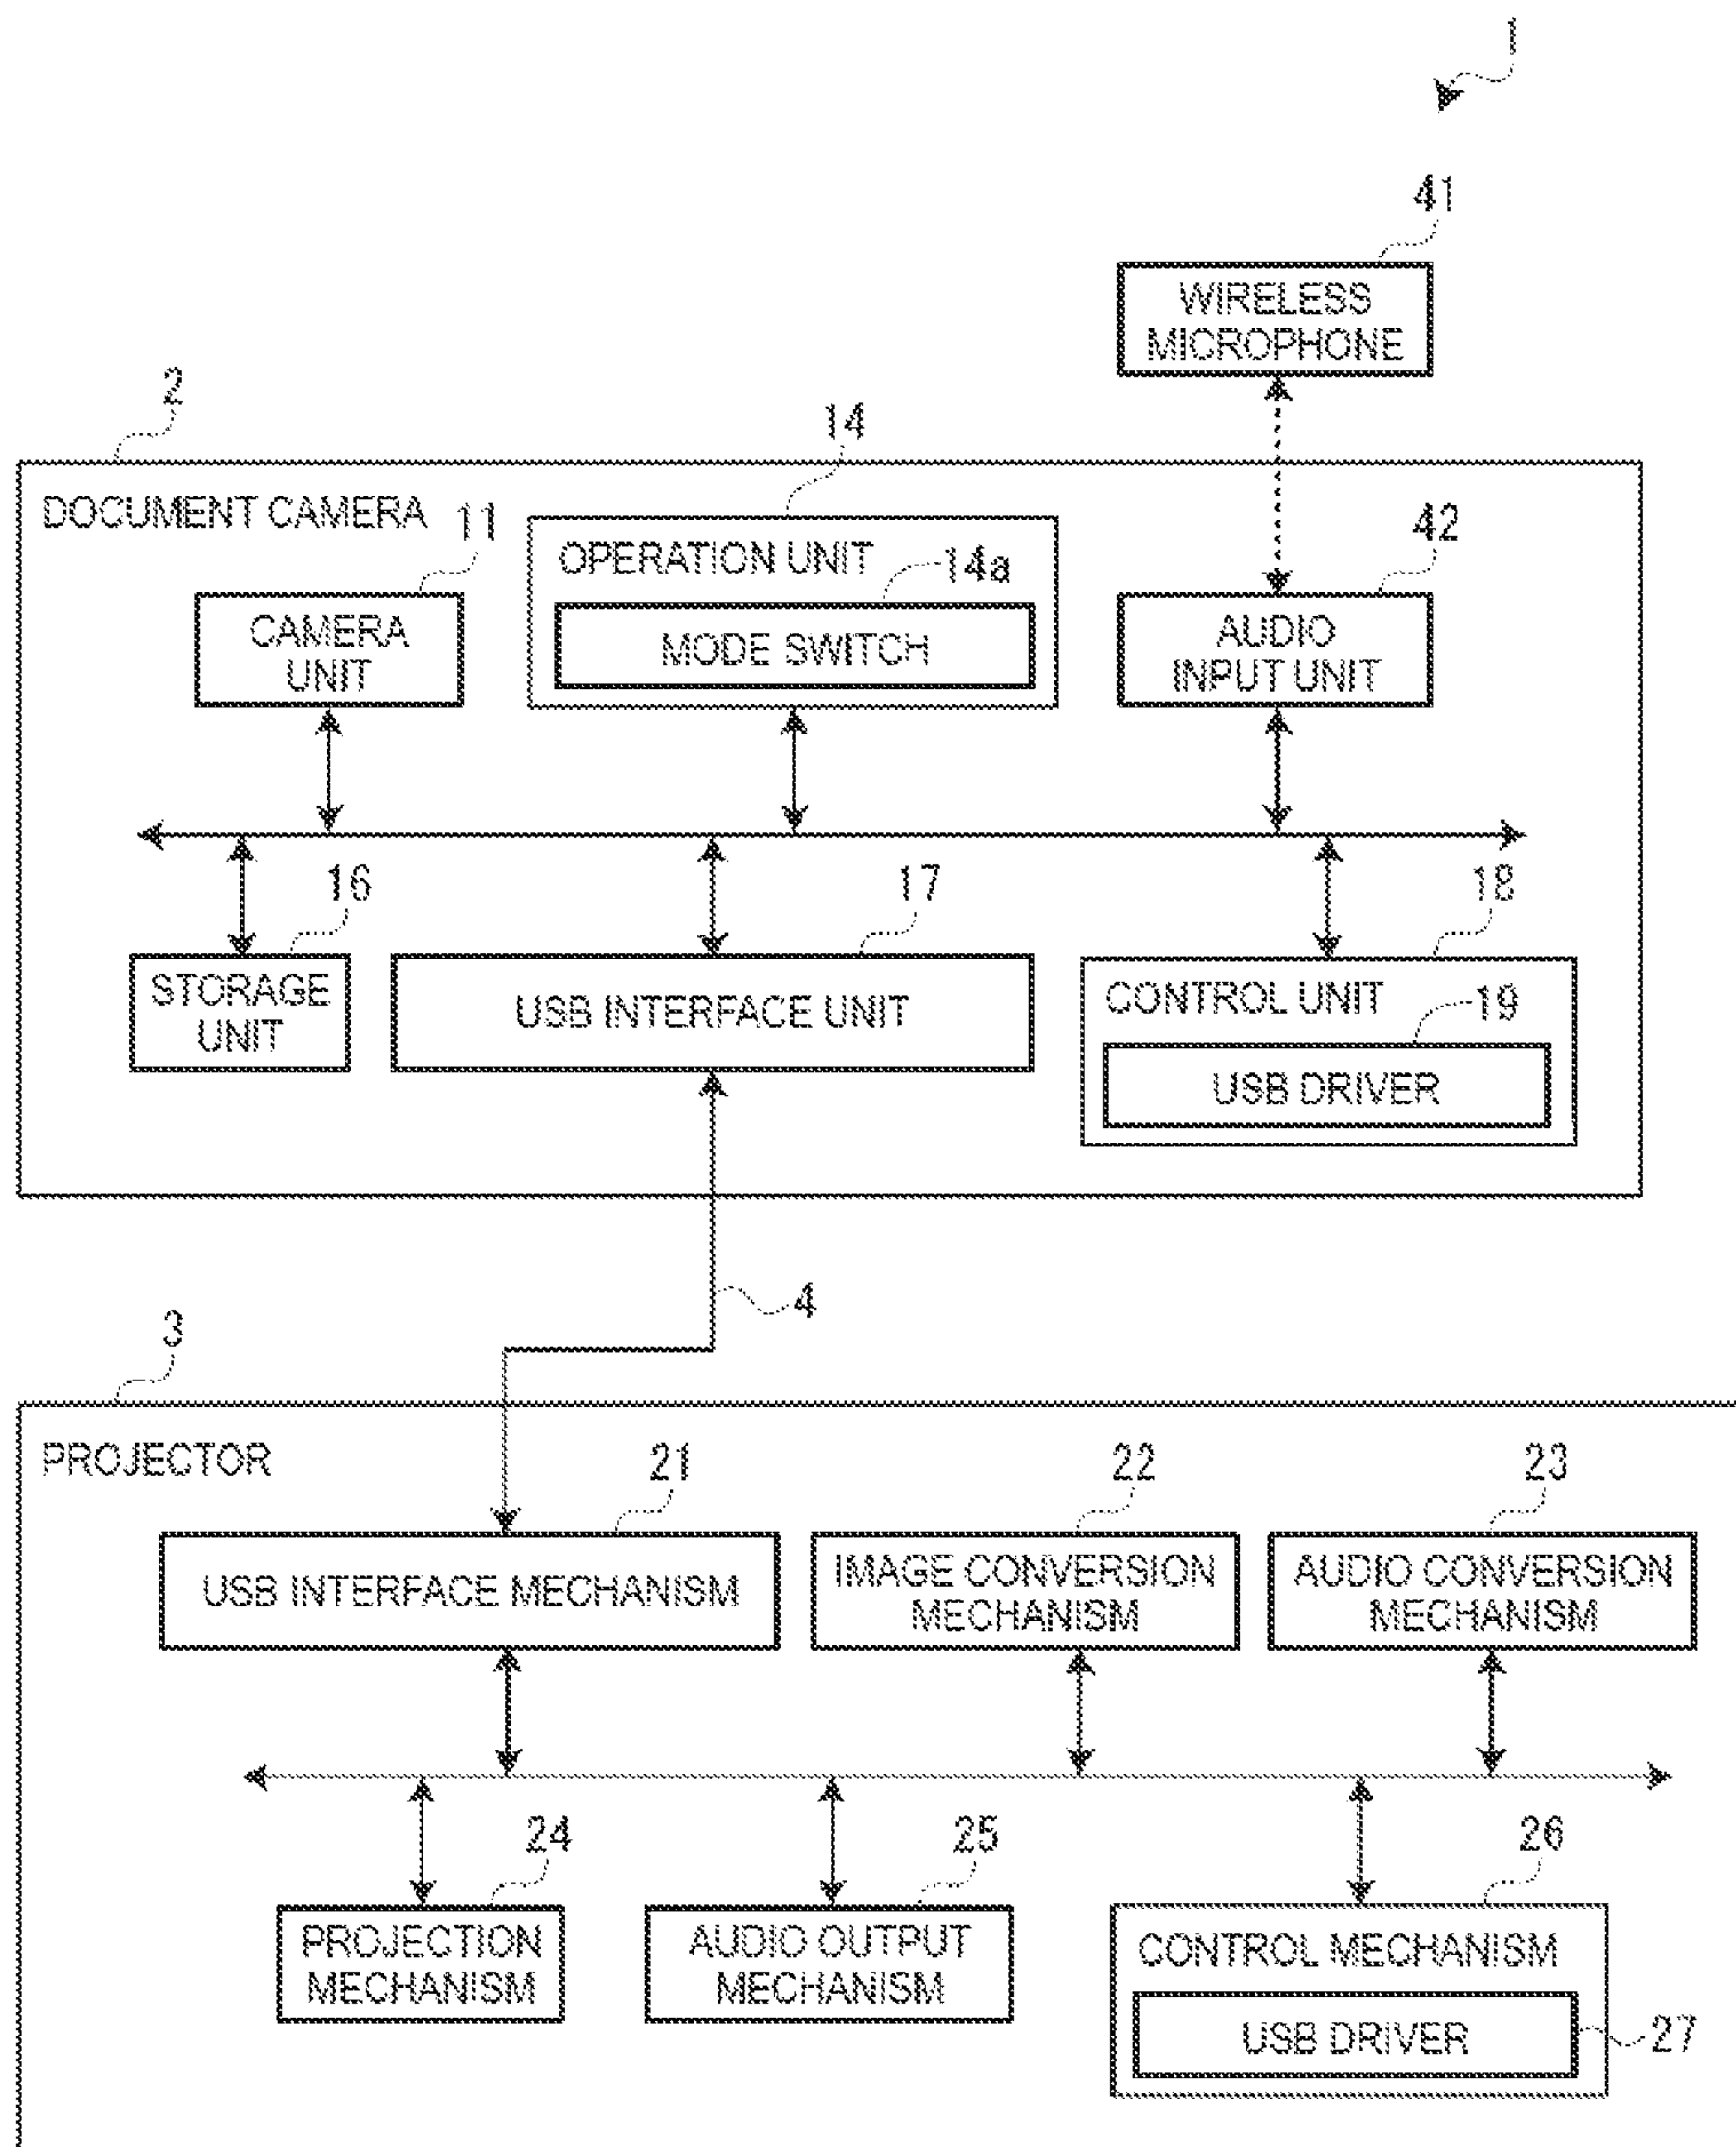 1
41
WIRELESS
MICROPHONE
2
14
DOCUMENT CAMERA
11
42
OPERATION UNIT
14a
CAMERA
UNIT
MODE SWITCH
AUDIO
INPUT UNIT
16
17
18
STORAGE
UNIT
USB INTERFACE UNIT
CONTROL UNIT
19
USB DRIVER
4
3
PROJECTOR
21
22
23
USB INTERFACE MECHANISM
IMAGE CONVERSION
MECHANISM
AUDIO CONVERSION
MECHANISM
24
25
26
PROJECTION
MECHANISM
AUDIO OUTPUT
MECHANISM
CONTROL MECHANISM
USB DRIVER
27